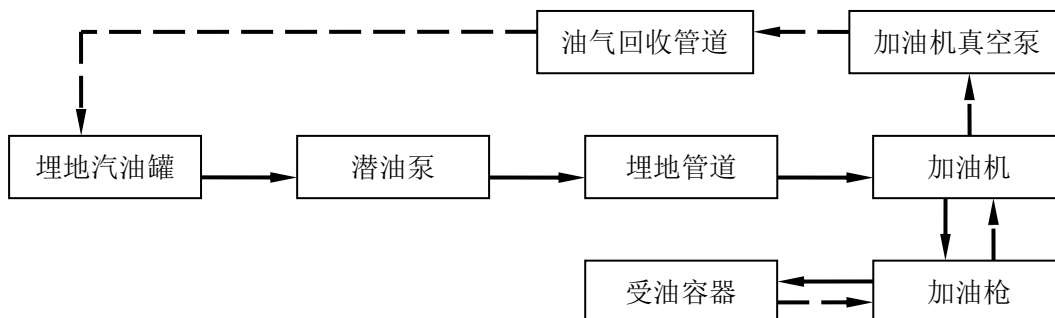 油气回收管道
加油机真空泵
埋地汽油罐
潜油泵
埋地管道
加油机
受油容器
加油枪